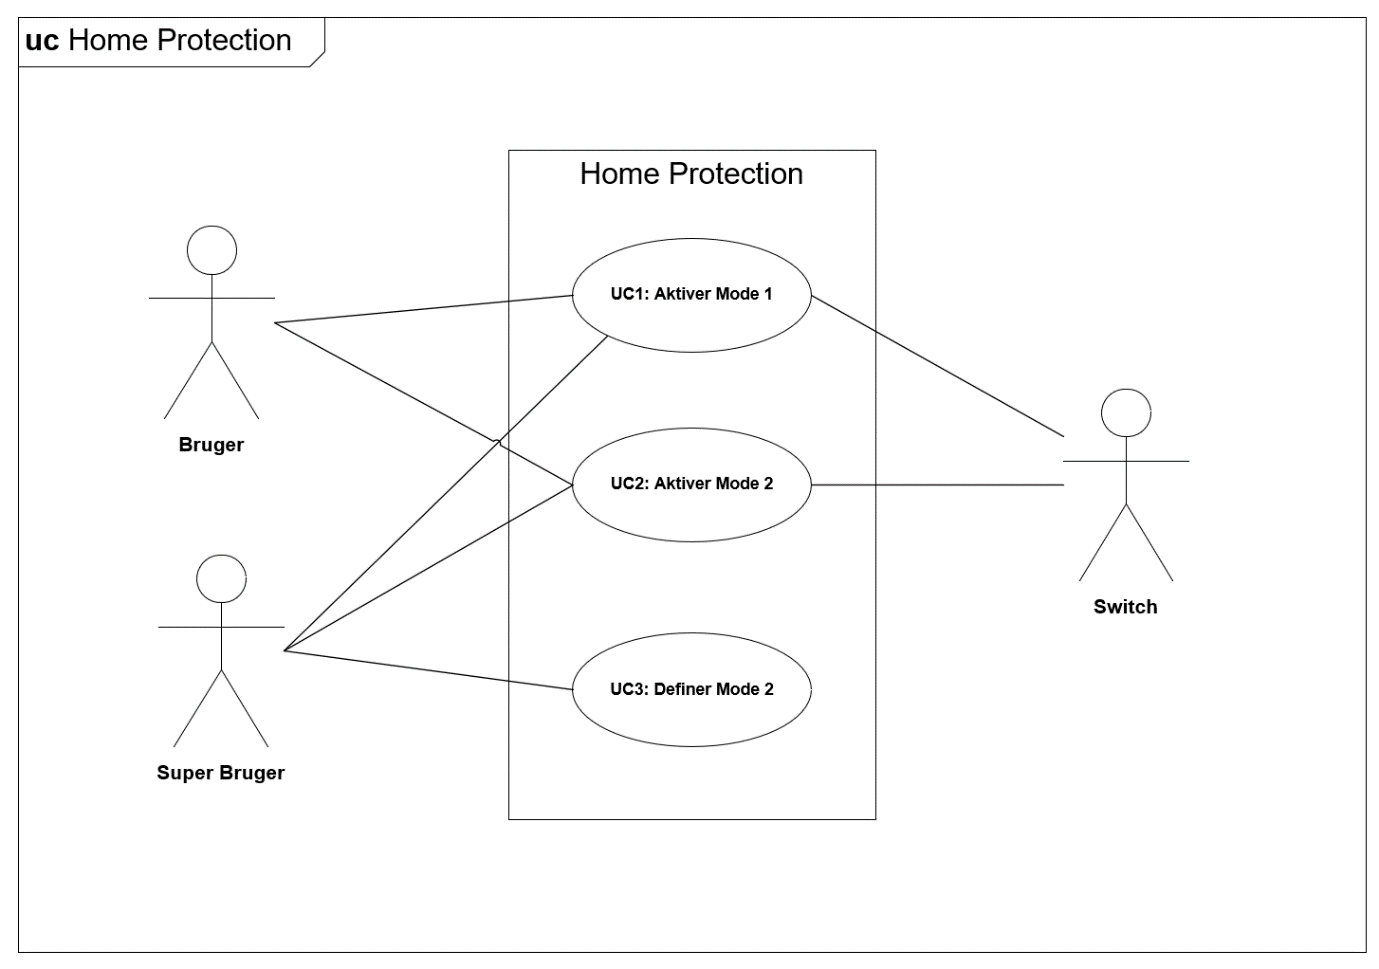 uc Home Protection
Home Protection
UC1: Aktiver Mode 1
Bruger
UC2: Aktiver Mode 2
Switch
UC3: Definer Mode 2
Super Bruger